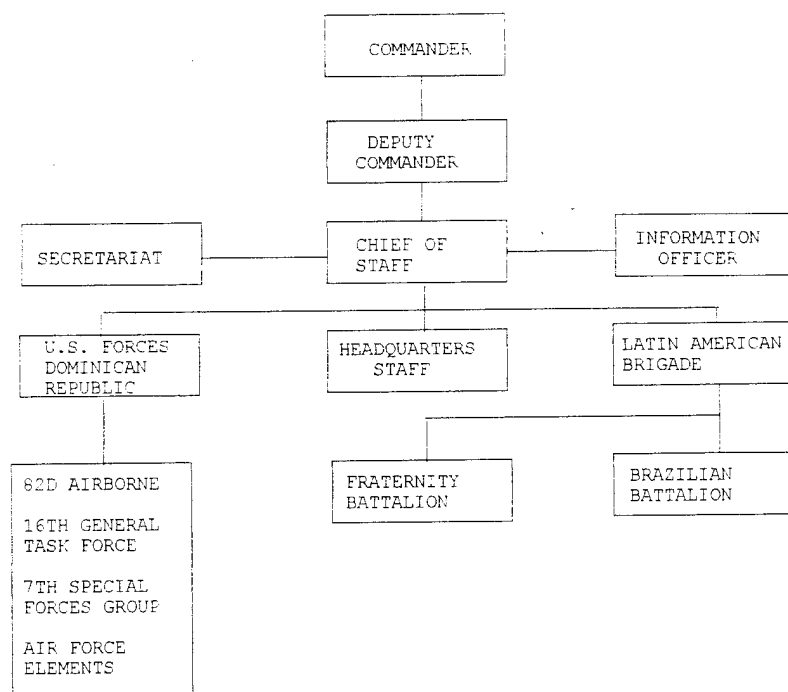 COMMANDER
DEPUTY
COMMANDER
SECRETARIAT
CHIEF OF
STAFF
INFORMATION
OFFICER
U.S. FORCES
DOMINICAN
REPUBLIC
HEADQUARTERS
STAFF
LATIN AMERICAN
BRIGADE
82D AIRBORNE
16TH GENERAL
TASK FORCE
7TH SPECIAL
FORCES GROUP
AIR FORCE
ELEMENTS
FRATERNITY
BATTALION
BRAZILIAN
BATTALION